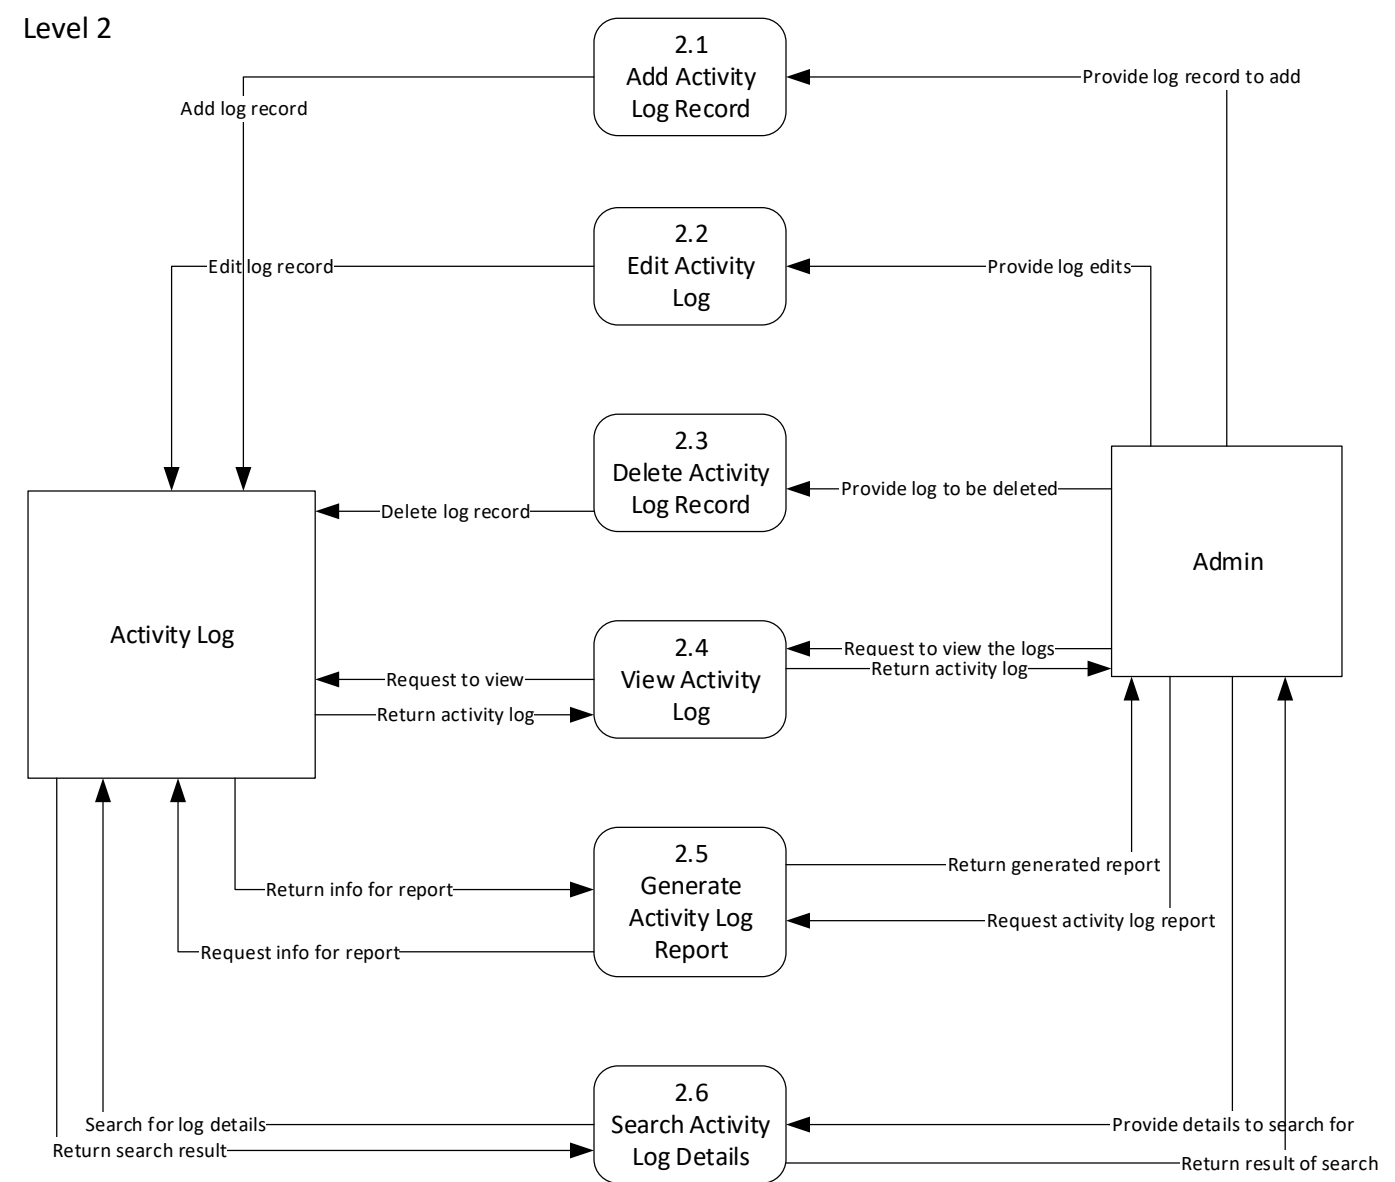 Level 2
2.1
Add Activity
Log Record
Provide log record to add
Add log record
2.2
Edit Activity
Log
Edit log record
Provide log edits
2.3
Delete Activity
Log Record
Provide log to be deleted
Delete log record
Admin
Activity Log
2.4
View Activity
Log
Request to view the logs
Return activity log
Request to view
Return activity log
2.5
Generate
Activity Log
Report
Return generated report
Return info for report
Request activity log report
Request info for report
2.6
Search Activity
Log Details
Search for log details
Provide details to search for
Return search result
Return result of search